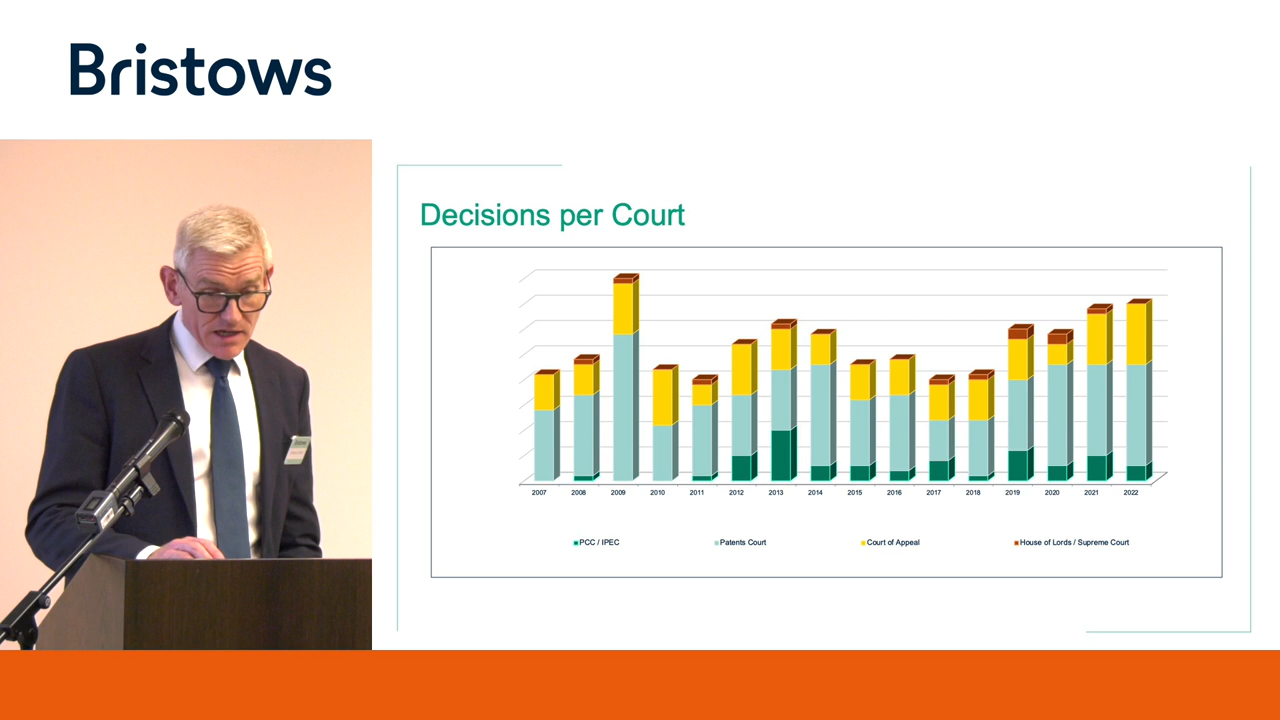 Bristows
Decisions per Court
2007 2008 2009 2010 2011 2012 2013 2014 2015 2016 2017 2018 2019 2020 2021 2022
PCC / IPEC Patents Court Court of Appeal House of Lords / Supreme Court